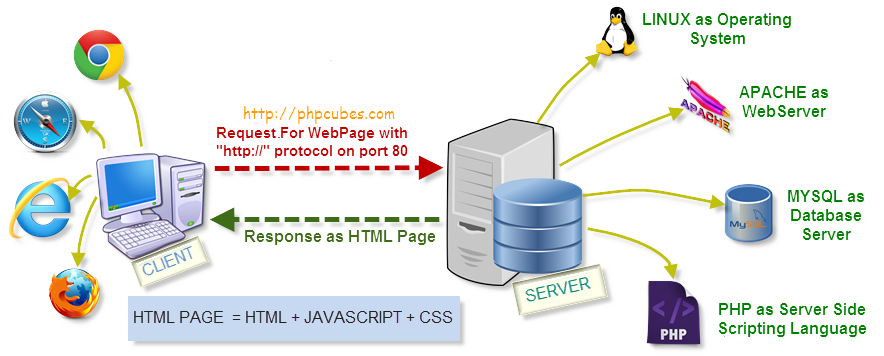 LINUX as Operating
System
APACHE as
WebServer
APACHE
http://phpcubes.com
Request For WebPage with
"http://" protocol on port 80
MYSQL as
Database
Server
MySQL
Response as HTML Page
CLIENT
SERVER
HTML PAGE = HTML + JAVASCRIPT + CSS
</>
PHP
PHP as Server Side
Scripting Language